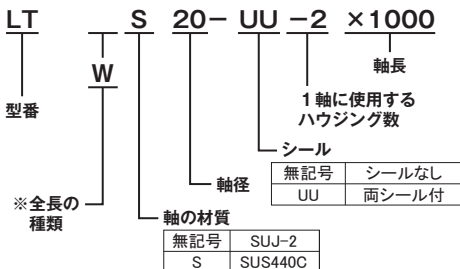 LT S 20- UU -2 ×1000
W
軸長
型番
1軸に使用する
ハウジング数
シール
無記号 シールなし
UU 両シール付
軸径
※全長の
種類
軸の材質
無記号 SUJ-2
S SUS440C